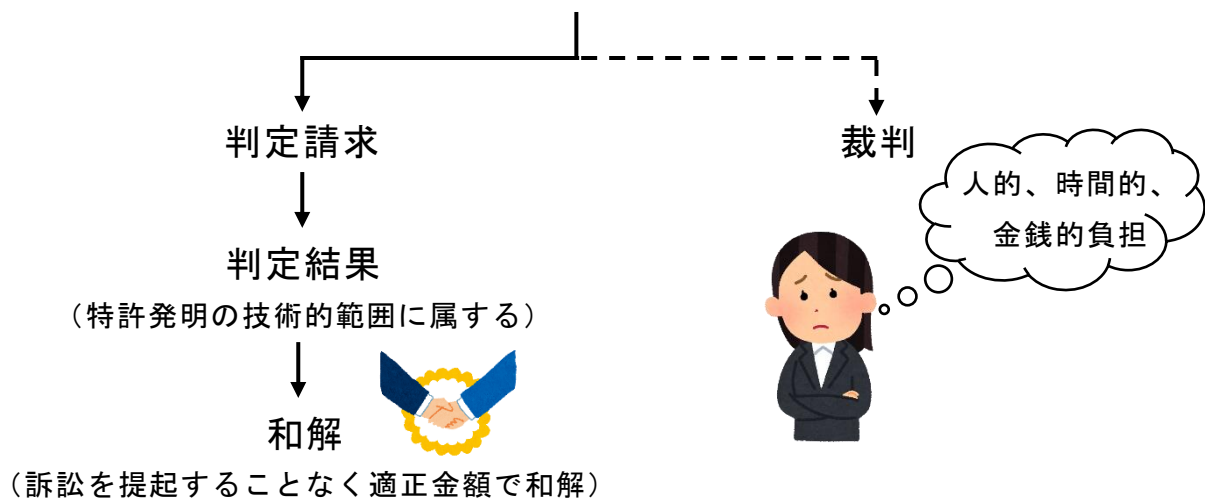 判定請求
裁判
人的、時間的、
金銭的負担
判定結果
（特許発明の技術的範囲に属する）
和解
（訴訟を提起することなく適正金額で和解）